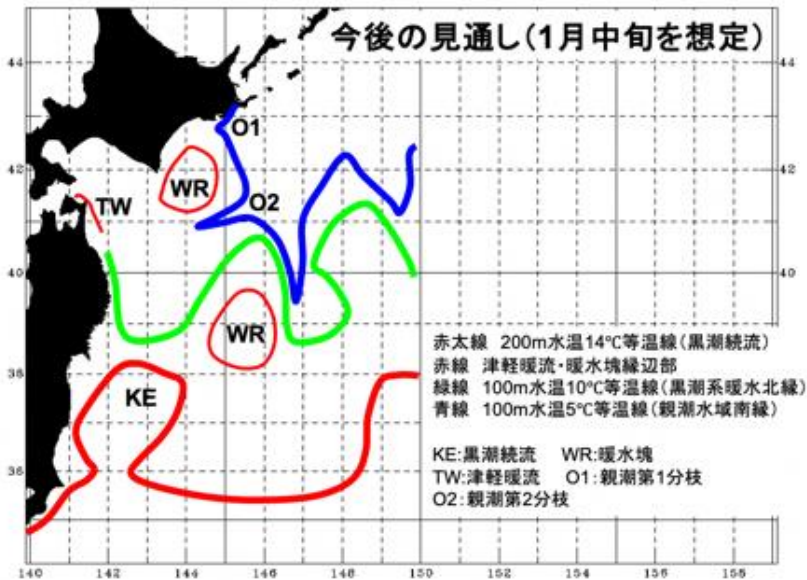 今後の見通し(1月中旬を想定)
44
44
O1
42
WR
42
TW
O2
40
40
WR
赤太線 200m水温14℃等温線(黒潮続流)
赤線 津軽暖流・暖水塊縁辺部
38
緑線 100m水温10℃等温線(黒潮系暖水北縁)
KE
青線 100m水温5℃等温線(親潮水域南縁)
KE:黒潮続流 WR:暖水塊
36
TW:津軽暖流 O1:親潮第1分枝
O2:親潮第2分枝
140 142 144 146 148 150 152 154 156 158